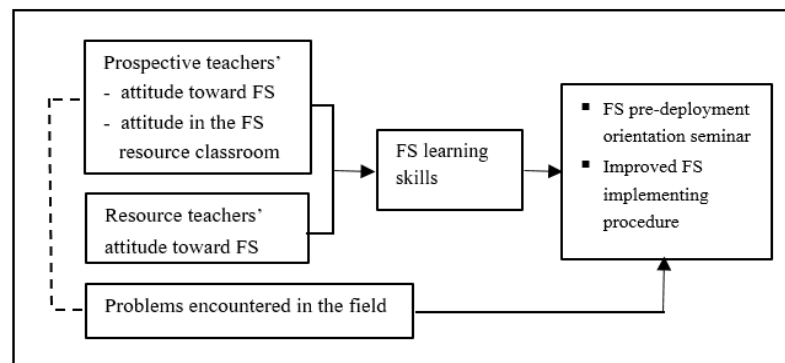 Prospective teachers’
- attitude toward FS
- attitude in the FS
resource classroom
Resource teachers’
attitude toward FS
Problems encountered in the field
FS learning
skills
▪ FS pre-deployment
orientation seminar
▪ Improved FS
implementing
procedure